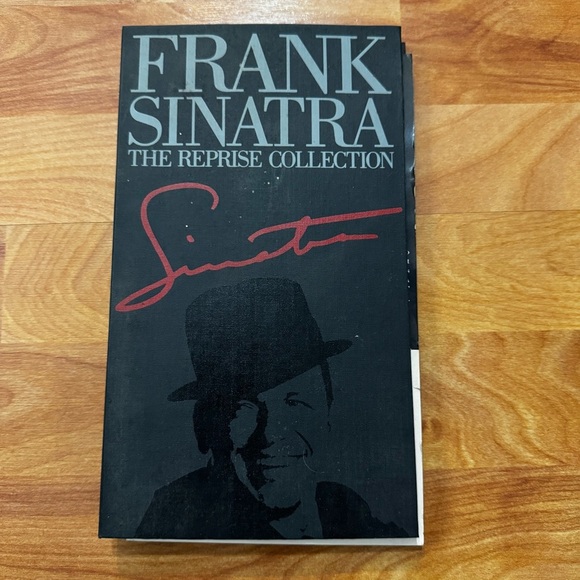 FRANK
SINATRA
THE REPRISE COLLECTION
Sinatra